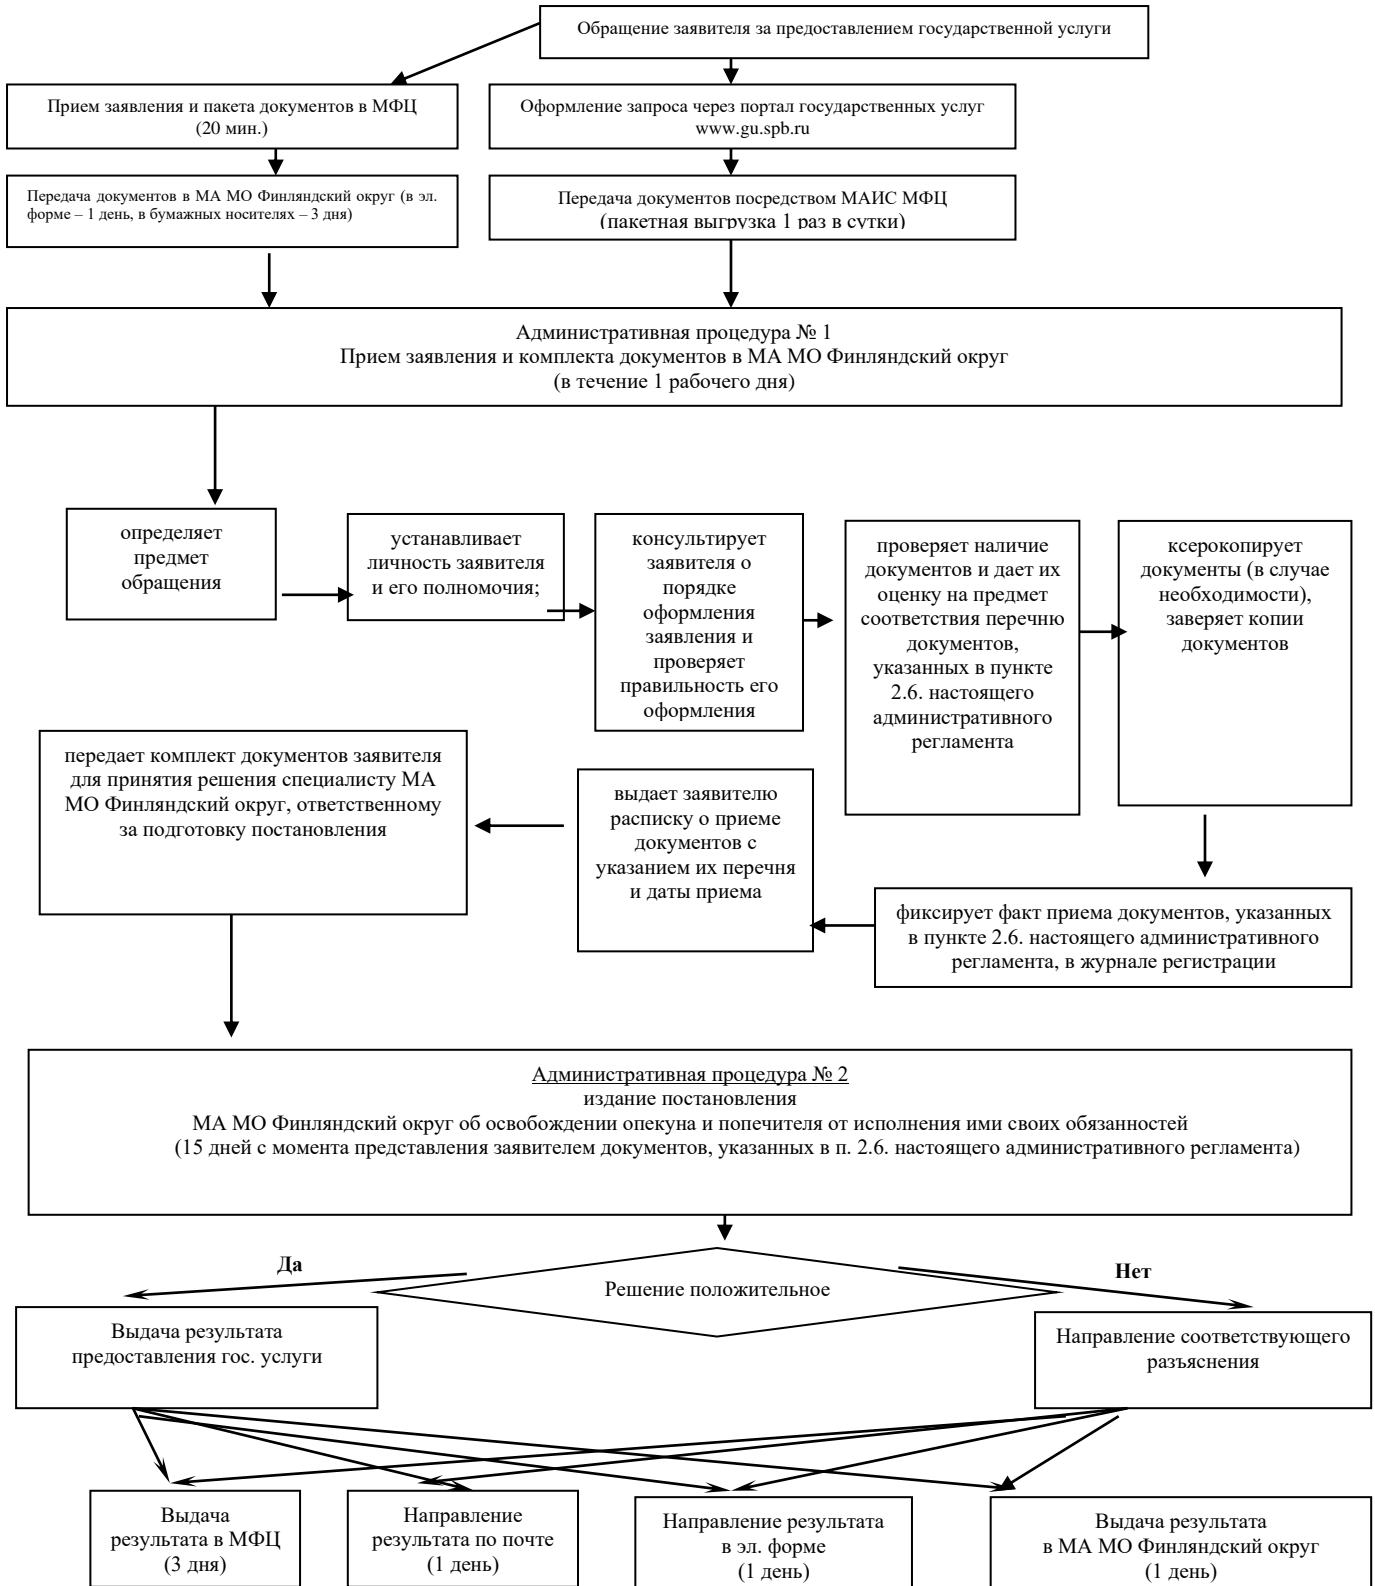 Обращение заявителя за предоставлением государственной услуги
Прием заявления и пакета документов в МФЦ
(20 мин.)
Оформление запроса через портал государственных услуг
www.gu.spb.ru
Передача документов в МА МО Финляндский округ (в эл.
форме – 1 день, в бумажных носителях – 3 дня)
Передача документов посредством МАИС МФЦ
(пакетная выгрузка 1 раз в сутки)
Административная процедура № 1
Прием заявления и комплекта документов в МА МО Финляндский округ
(в течение 1 рабочего дня)
определяет
предмет
обращения
устанавливает
личность заявителя
и его полномочия;
консультирует
заявителя о
порядке
оформления
заявления и
проверяет
правильность его
оформления
проверяет наличие
документов и дает их
оценку на предмет
соответствия перечню
документов,
указанных в пункте
2.6. настоящего
административного
регламента
ксерокопирует
документы (в случае
необходимости),
заверяет копии
документов
фиксирует факт приема документов, указанных
в пункте 2.6. настоящего административного
регламента, в журнале регистрации
выдает заявителю
расписку о приеме
документов с
указанием их перечня
и даты приема
передает комплект документов заявителя
для принятия решения специалисту МА
МО Финляндский округ, ответственному
за подготовку постановления
Административная процедура № 2
издание постановления
МА МО Финляндский округ об освобождении опекуна и попечителя от исполнения ими своих обязанностей
(15 дней с момента представления заявителем документов, указанных в п. 2.6. настоящего административного регламента)
Да
Решение положительное
Нет
Выдача результата
предоставления гос. услуги
Направление соответствующего
разъяснения
Выдача
результата в МФЦ
(3 дня)
Направление
результата по почте
(1 день)
Направление результата
в эл. форме
(1 день)
Выдача результата
в МА МО Финляндский округ
(1 день)